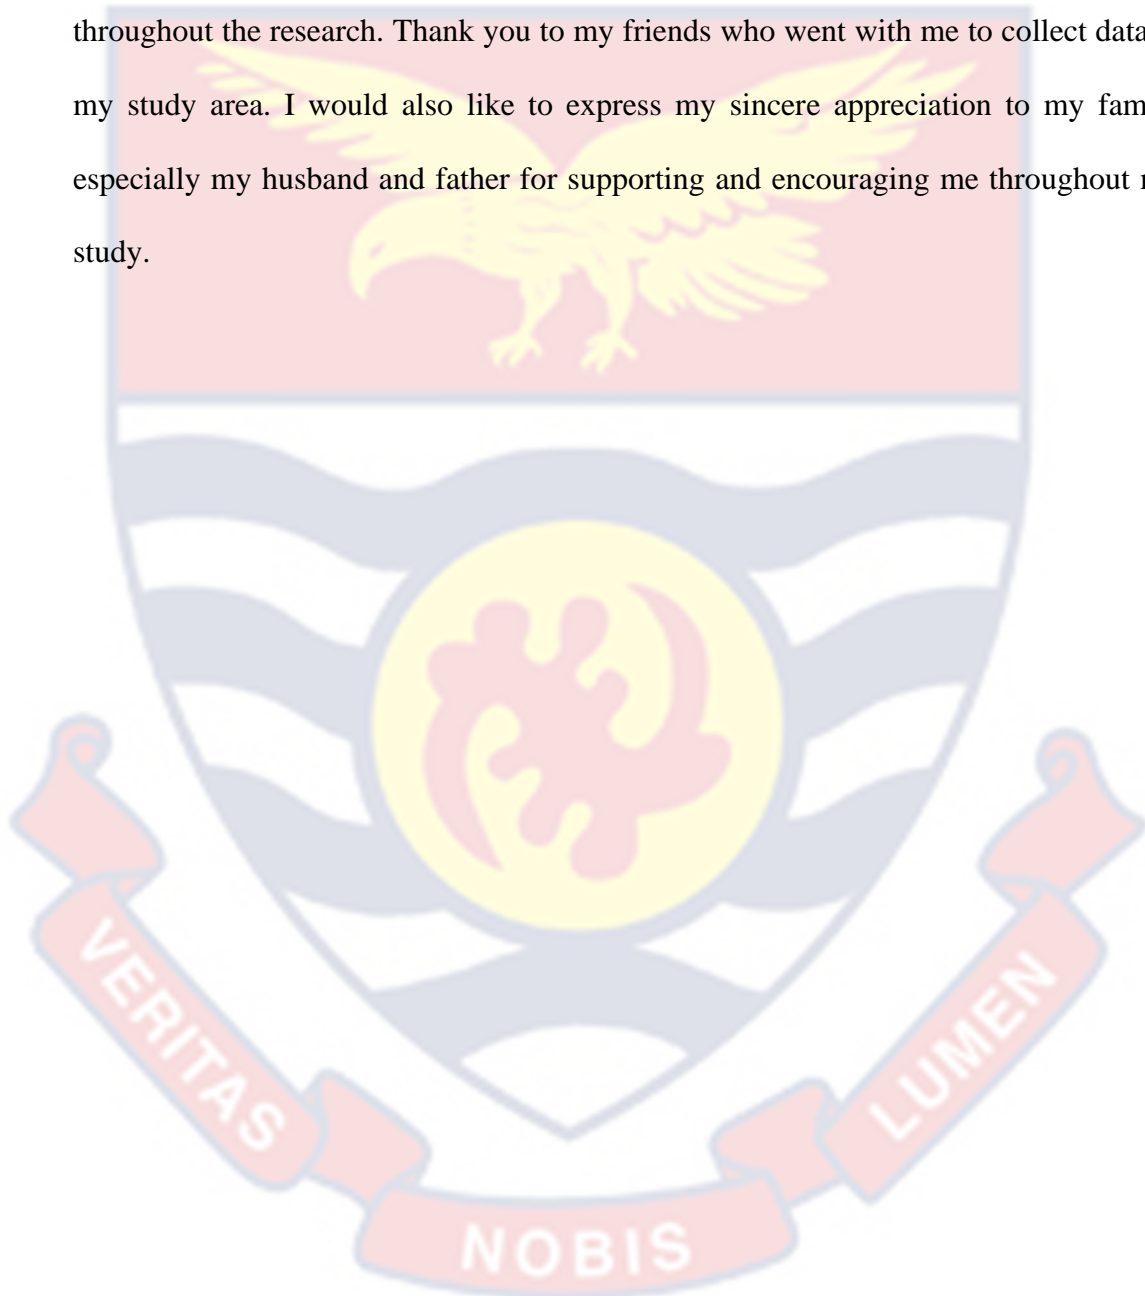 throughout the research. Thank you to my friends who went with me to collect data
my study area. I would also like to express my sincere appreciation to my fam
especially my husband and father for supporting and encouraging me throughout
study.
VERITAS
NOBIS
LUMEN